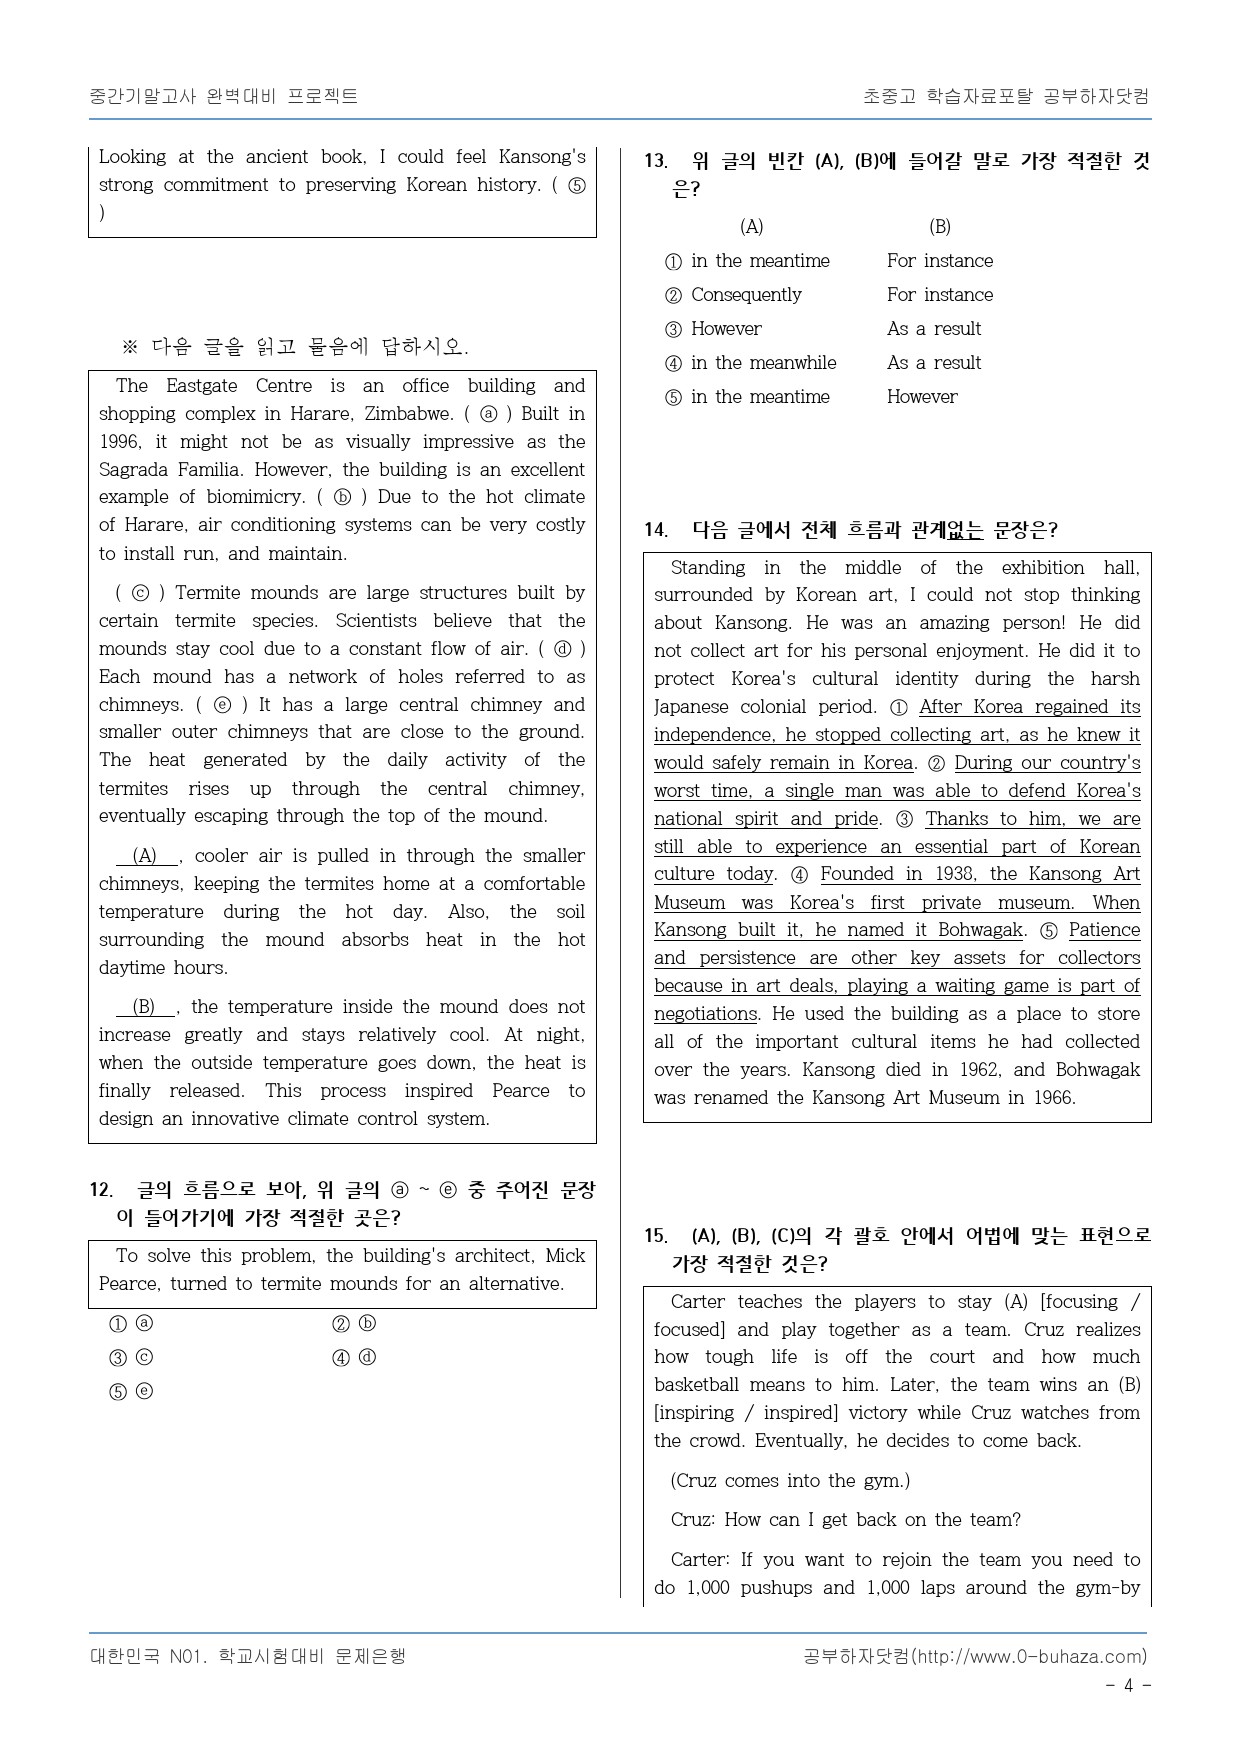 중간기말고사 완벽대비 프로젝트
초중고 학습자료포탈 공부하자닷컴
Looking at the ancient book, I could feel Kansong's
strong commitment to preserving Korean history. ( ⑤
)
※ 다음 글을 읽고 물음에 답하시오.
The Eastgate Centre is an office building and
shopping complex in Harare, Zimbabwe. ( ⓐ ) Built in
1996, it might not be as visually impressive as the
Sagrada Familia. However, the building is an excellent
example of biomimicry. ( ⓑ ) Due to the hot climate
of Harare, air conditioning systems can be very costly
to install run, and maintain.
( ⓒ ) Termite mounds are large structures built by
certain termite species. Scientists believe that the
mounds stay cool due to a constant flow of air. ( ⓓ )
Each mound has a network of holes referred to as
chimneys. ( ⓔ ) It has a large central chimney and
smaller outer chimneys that are close to the ground.
The heat generated by the daily activity of the
termites rises up through the central chimney,
eventually escaping through the top of the mound.
(A) , cooler air is pulled in through the smaller
chimneys, keeping the termites home at a comfortable
temperature during the hot day. Also, the soil
surrounding the mound absorbs heat in the hot
daytime hours.
(B) , the temperature inside the mound does not
increase greatly and stays relatively cool. At night,
when the outside temperature goes down, the heat is
finally released. This process inspired Pearce to
design an innovative climate control system.
12. 글의 흐름으로 보아, 위 글의 ⓐ ~ ⓔ 중 주어진 문장
이 들어가기에 가장 적절한 곳은?
To solve this problem, the building's architect, Mick
Pearce, turned to termite mounds for an alternative.
① ⓐ ② ⓑ
③ ⓒ ④ ⓓ
⑤ ⓔ
13. 위 글의 빈칸 (A), (B)에 들어갈 말로 가장 적절한 것
은?
(A) (B)
① in the meantime For instance
② Consequently For instance
③ However As a result
④ in the meanwhile As a result
⑤ in the meantime However
14. 다음 글에서 전체 흐름과 관계없는 문장은?
Standing in the middle of the exhibition hall,
surrounded by Korean art, I could not stop thinking
about Kansong. He was an amazing person! He did
not collect art for his personal enjoyment. He did it to
protect Korea's cultural identity during the harsh
Japanese colonial period. ① After Korea regained its
independence, he stopped collecting art, as he knew it
would safely remain in Korea. ② During our country's
worst time, a single man was able to defend Korea's
national spirit and pride. ③ Thanks to him, we are
still able to experience an essential part of Korean
culture today. ④ Founded in 1938, the Kansong Art
Museum was Korea's first private museum. When
Kansong built it, he named it Bohwagak. ⑤ Patience
and persistence are other key assets for collectors
because in art deals, playing a waiting game is part of
negotiations. He used the building as a place to store
all of the important cultural items he had collected
over the years. Kansong died in 1962, and Bohwagak
was renamed the Kansong Art Museum in 1966.
15. (A), (B), (C)의 각 괄호 안에서 어법에 맞는 표현으로
가장 적절한 것은?
Carter teaches the players to stay (A) [focusing /
focused] and play together as a team. Cruz realizes
how tough life is off the court and how much
basketball means to him. Later, the team wins an (B)
[inspiring / inspired] victory while Cruz watches from
the crowd. Eventually, he decides to come back.
(Cruz comes into the gym.)
Cruz: How can I get back on the team?
Carter: If you want to rejoin the team you need to
do 1,000 pushups and 1,000 laps around the gym-by
대한민국 N01. 학교시험대비 문제은행
공부하자닷컴(http://www.0-buhaza.com)
- 4 -